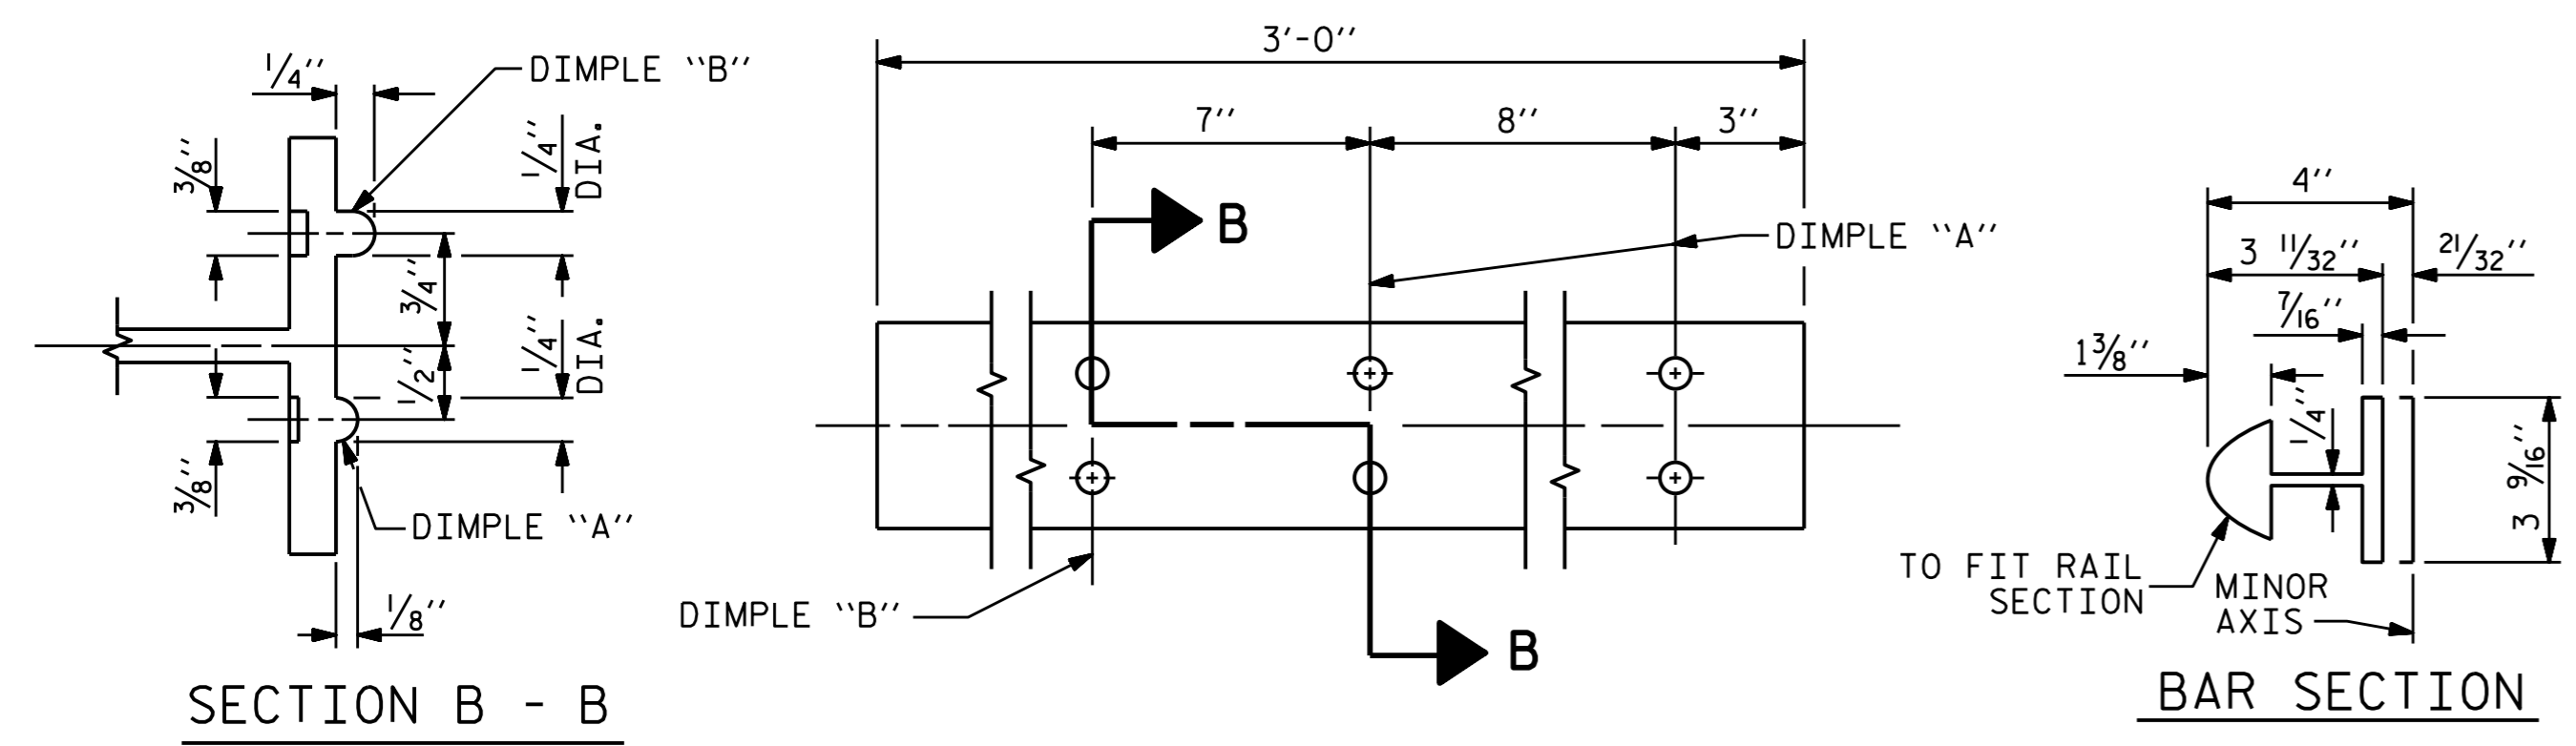 1/4''
DIMPLE ''B''
3/8''
1/4''
DIA.
3/4''
1/2''
1/4''
DIA.
3/8''
DIMPLE ''A''
1/8''
SECTION B - B
3'-0''
7''
8''
3''
B
DIMPLE ''A''
DIMPLE ''B''
B
4''
3 11/32''
21/32''
7/16''
1 3/8''
1/4''
3 9/16''
TO FIT RAIL
SECTION
MINOR
AXIS
BAR SECTION